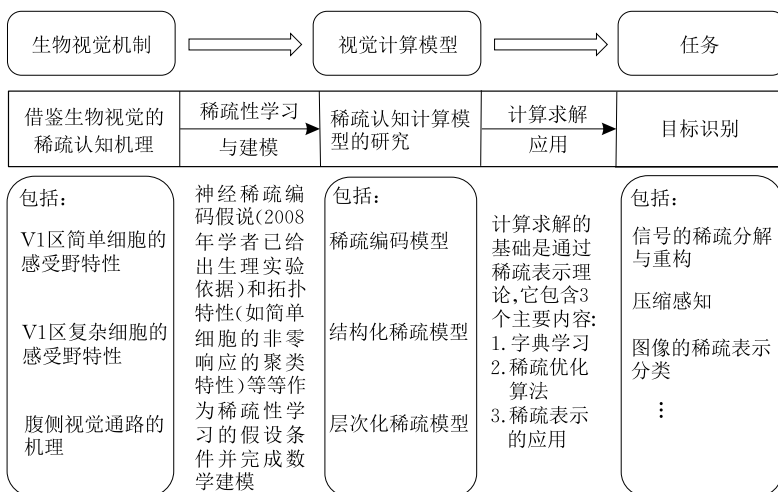 生物视觉机制
视觉计算模型
任务
借鉴生物视觉的
稀疏认知机理
稀疏性学习
与建模
稀疏认知计算模
型的研究
计算求解
应用
目标识别
包括:
V1区简单细胞的
感受野特性
V1区复杂细胞的
感受野特性
腹侧视觉通路的
机理
神经稀疏编
码假说(2008
年学者已给
出生理实验
依据)和拓扑
特性(如简单
细胞的非零
响应的聚类
特性)等等作
为稀疏性学
习的假设条
件并完成数
学建模
包括:
稀疏编码模型
结构化稀疏模型
层次化稀疏模型
计算求解的
基础是通过
稀疏表示理
论,它包含3
个主要内容:
1.字典学习
2.稀疏优化
算法
3.稀疏表示
的应用
包括:
信号的稀疏分解
与重构
压缩感知
图像的稀疏表示
分类
⋮